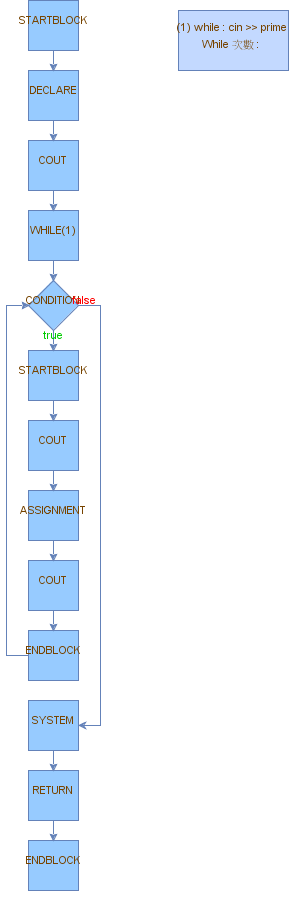 STARTBLOCK
(1) while : cin >> prime
While 次數 :
DECLARE
COUT
WHILE(1)
CONDITION
false
true
STARTBLOCK
COUT
ASSIGNMENT
COUT
ENDBLOCK
SYSTEM
RETURN
ENDBLOCK